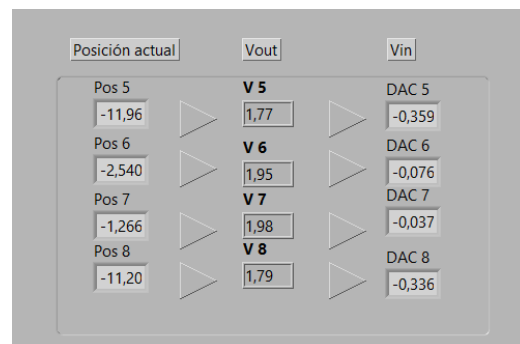 Posición actual Vout Vin
Pos 5 V 5 DAC 5
-11,96 1,77 -0,359
Pos 6 V 6 DAC 6
-2,540 1,95 -0,076
Pos 7 V 7 DAC 7
-1,266 1,98 -0,037
Pos 8 V 8 DAC 8
-11,20 1,79 -0,336